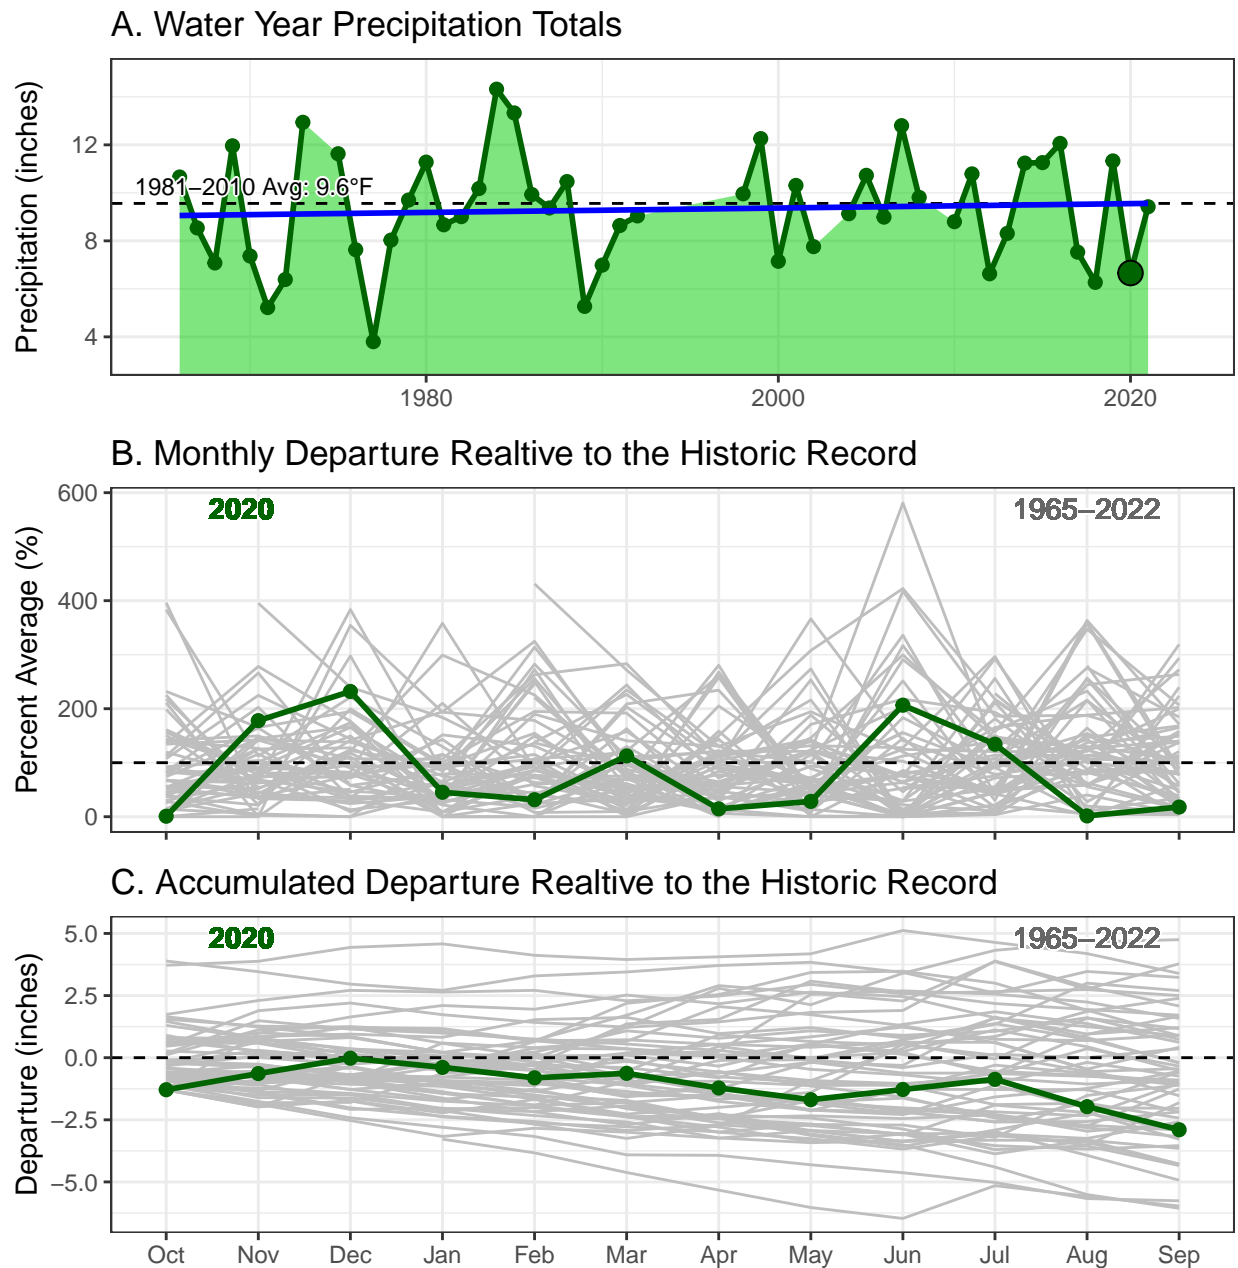 A. Water Year Precipitation Totals
Precipitation (inches)
12
8
4
1981–2010 Avg: 9.6°F
1980
2000
2020
B. Monthly Departure Realtive to the Historic Record
Percent Average (%)
600
400
200
0
2020
1965–2022
C. Accumulated Departure Realtive to the Historic Record
Departure (inches)
5.0
2.5
0.0
−2.5
−5.0
2020
1965–2022
Oct Nov Dec Jan Feb Mar Apr May Jun Jul Aug Sep